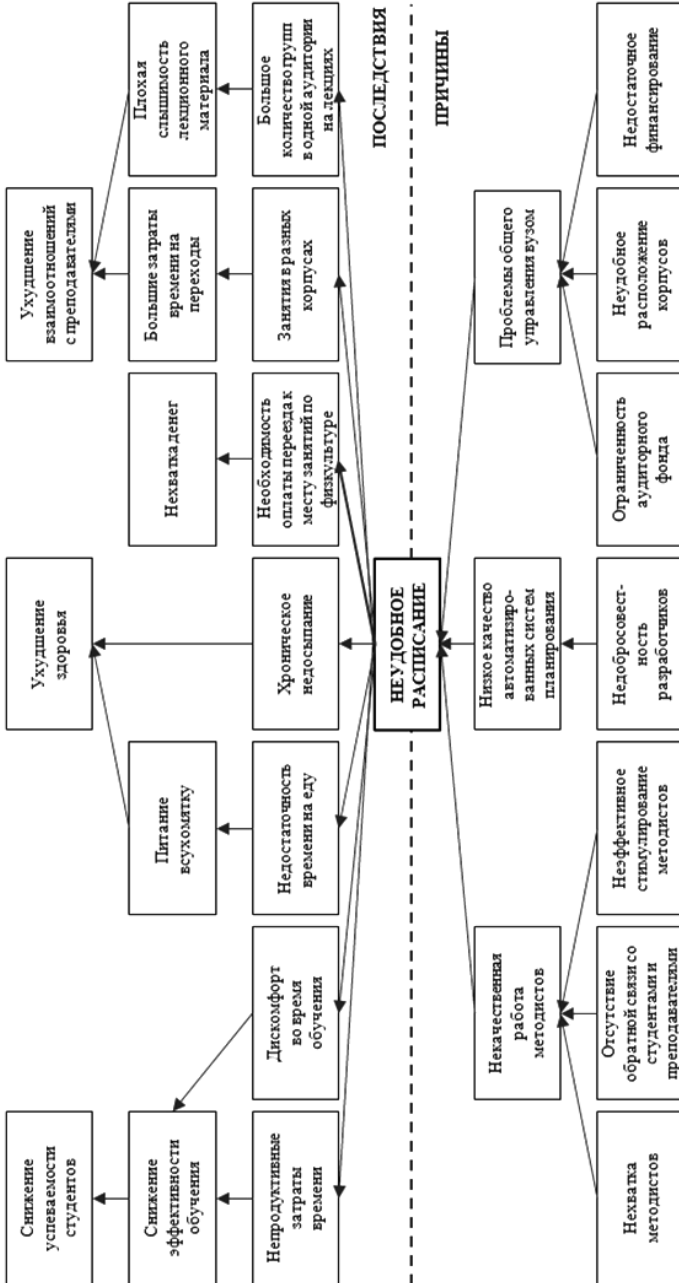 Снижение
успеваемости
студентов
Ухудшение
здоровья
Ухудшение
взаимоотношений
с преподавателями
Снижение
эффективности
обучения
Питание
всухомятку
Нехватка денег
Большие затраты
времени на
переходы
Плохая
слышимость
лекционного
материала
Непродуктивные
затраты
времени
Дискомфорт
во время
обучения
Недостаточность
времени на еду
Хроническое
недосыпание
Необходимость
оплаты переезда к
месту занятий по
физкультуре
Занятия в разных
корпусах
Большое
количество групп
в одной аудитории
на лекциях
ПОСЛЕДСТВИЯ
НЕУДОБНОЕ
РАСПИСАНИЕ
ПРИЧИНЫ
Некачественная
работа
методистов
Низкое качество
автоматизиро-
ванных систем
планирования
Проблемы общего
управления вузом
Нехватка
методистов
Отсутствие
обратной связи со
студентами и
преподавателями
Неэффективное
стимулирование
методистов
Недобросовест-
ность
разработчиков
Ограниченность
аудиторного
фонда
Неудобное
расположение
корпусов
Недостаточное
финансирование